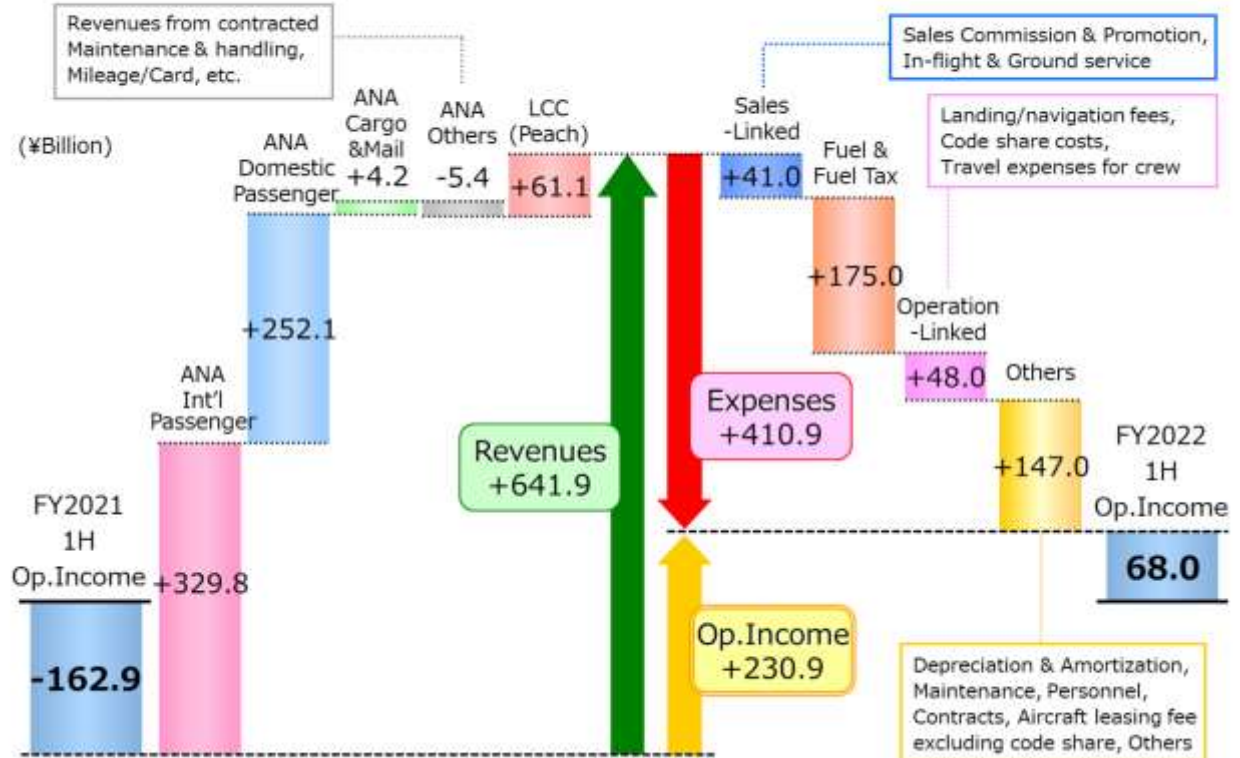 Revenues from contracted
Maintenance & handling,
Mileage/Card, etc.
Sales Commission & Promotion,
In-flight & Ground service
Landing/navigation fees,
Code share costs,
Travel expenses for crew
(¥Billion)
FY2021
1H
Op.Income
-162.9
ANA
Int'l
Passenger
+329.8
ANA
Domestic
Passenger
+252.1
ANA
Cargo
&Mail
+4.2
ANA
Others
-5.4
LCC
(Peach)
+61.1
Revenues
+641.9
Expenses
+410.9
Op.Income
+230.9
Sales
-Linked
+41.0
Fuel &
Fuel Tax
+175.0
Operation
-Linked
+48.0
Others
+147.0
FY2022
1H
Op.Income
68.0
Depreciation & Amortization,
Maintenance, Personnel,
Contracts, Aircraft leasing fee
excluding code share, Others